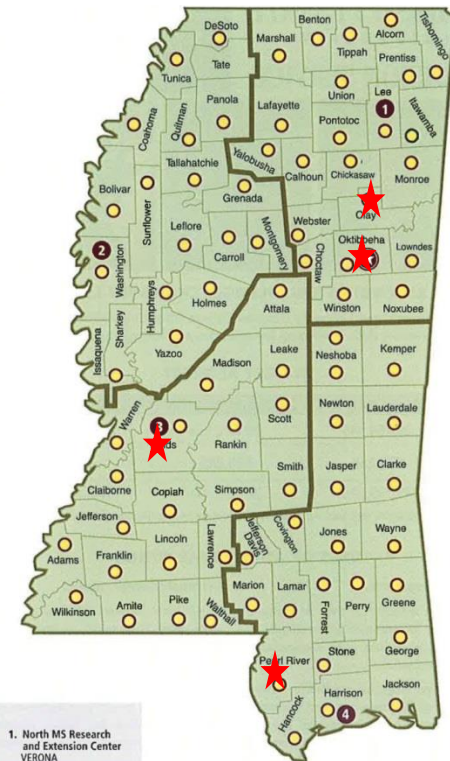 DeSoto
Benton
Alcorn
Tishomingo
Marshall
Tippah
Prentiss
Tunica
Tate
Union
Lee
1
Itawamba
Panola
Lafayette
Pontotoc
Coahoma
Quitman
Yalobusha
Calhoun
Chickasaw
Monroe
Tallahatchie
Bolivar
Sunflower
Grenada
Clay
Webster
Leflore
Montgomery
Choctaw
Oktibbeha
Lowndes
2
Washington
Carroll
Winston
Noxubee
Humphreys
Holmes
Attala
Issaquena
Sharkey
Yazoo
Madison
Leake
Neshoba
Kemper
Warren
3
Scott
Newton
Lauderdale
Rankin
Claiborne
Smith
Jasper
Clarke
Copiah
Simpson
Jefferson
Lincoln
Lawrence
Jefferson
Davis
Covington
Jones
Wayne
Adams
Franklin
Marion
Lamar
Forrest
Perry
Greene
Wilkinson
Amite
Pike
Walthall
Pearl River
Stone
George
Hancock
Harrison
4
Jackson
1. North MS Research
and Extension Center
VERONA